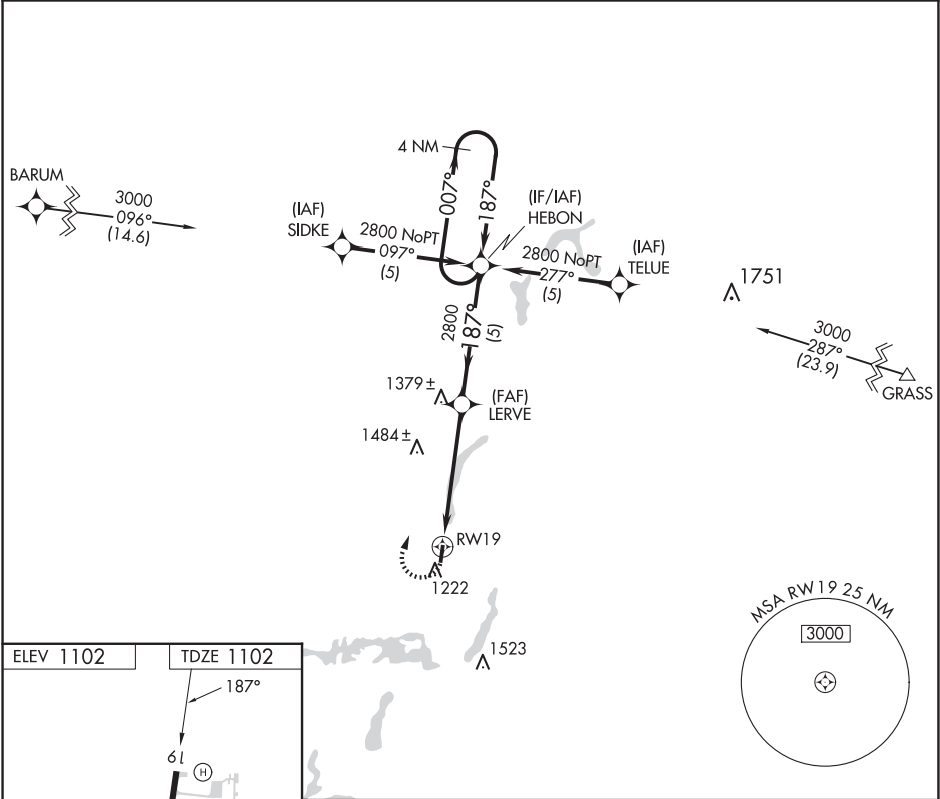 4 NM
BARUM
3000
096°
(14.6)
(IAF)
SIDKE
2800 NoPT
097°
(5)
007°
187°
(IF/IAF)
HEBON
2800 NoPT
277°
(5)
(IAF)
TELUE
1751
3000
287°
(23.9)
GRASS
2800
187°
(5)
1379 ±
(FAF)
LERVE
1484 ±
RW19
1222
1523
MSA RW19 25 NM
3000
ELEV 1102
TDZE 1102
187°
19
H